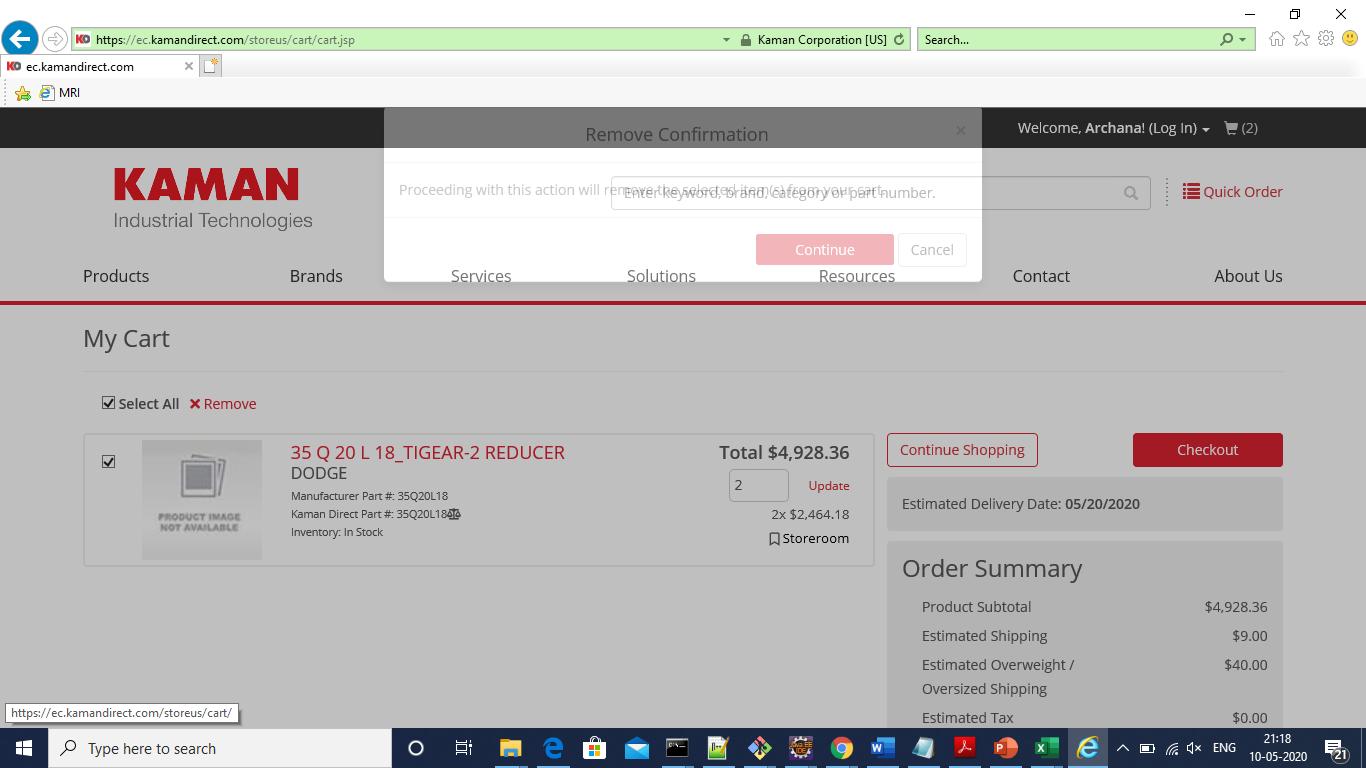 https://ec.kamandirect.com/storeus/cart/cart.jsp
Kaman Corporation [US]
Search...
KD ec.kamandirect.com
MRI
Welcome, Archana! (Log In)
(2)
Remove Confirmation
×
Proceeding with this action will remove the selected item(s) from your cart.
Enter keyword, brand, category or part number.
Continue
Cancel
KAMAN
Industrial Technologies
Quick Order
Products
Brands
Services
Solutions
Resources
Contact
About Us
My Cart
Select All
Remove
PRODUCT IMAGE
NOT AVAILABLE
35 Q 20 L 18_TIGEAR-2 REDUCER
DODGE
Manufacturer Part #: 35Q20L18
Kaman Direct Part #: 35Q20L18
Inventory: In Stock
Total $4,928.36
2
Update
2x $2,464.18
Storeroom
Continue Shopping
Checkout
Estimated Delivery Date: 05/20/2020
Order Summary
Product Subtotal $4,928.36
Estimated Shipping $9.00
Estimated Overweight / $40.00
Oversized Shipping
Estimated Tax $0.00
https://ec.kamandirect.com/storeus/cart/
Type here to search
ENG
21:18
10-05-2020
21